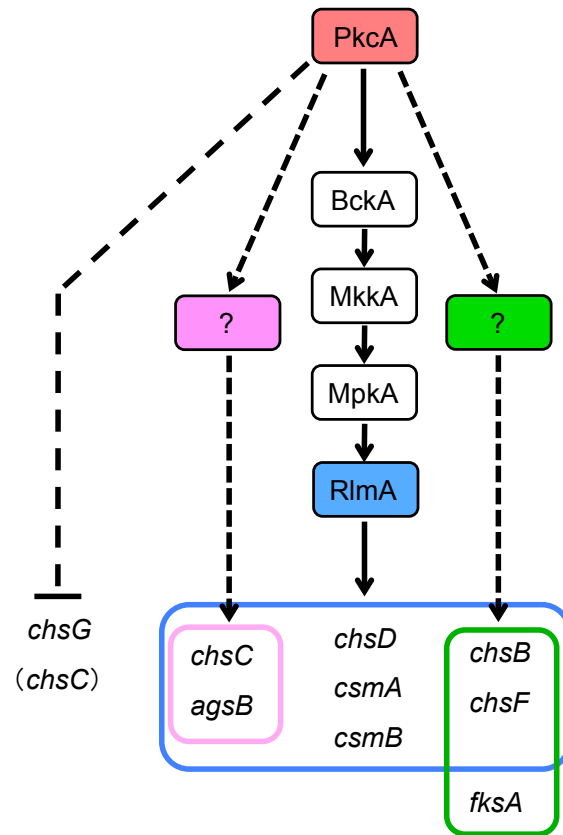 PkcA
BckA
MkkA
?
?
MpkA
RlmA
chsG
（chsC）
chsC
agsB
chsD
csmA
csmB
chsB
chsF
fksA